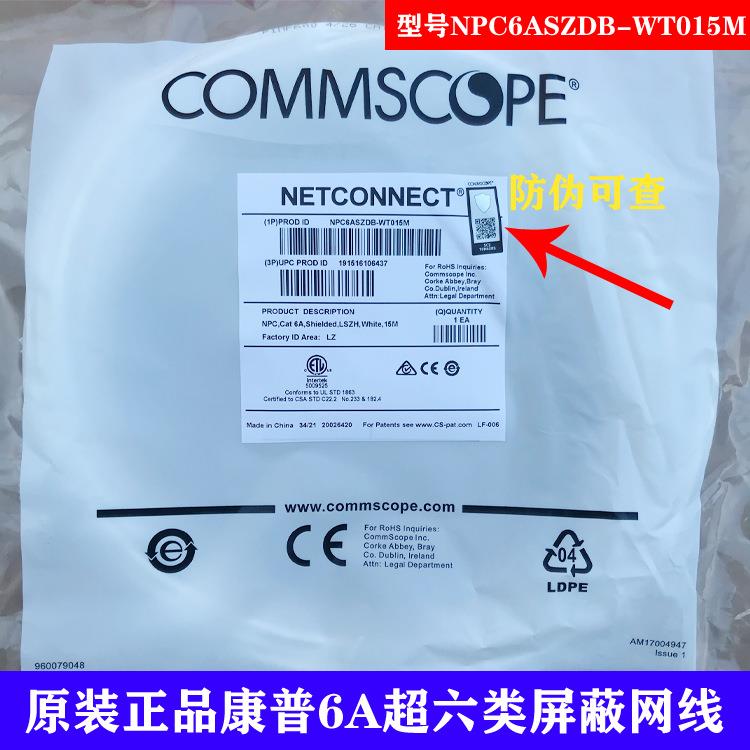 型号NPC6ASZDB-WT015M
COMMSCOPE®
NETCONNECT®
COMMSCOPE®
防伪可查
(1P)PROD ID NPC6ASZDB-WT015M
(3P)UPC PROD ID 191516106437
For RoHS Inquiries:
Commscope Inc.
Corke Abbey,Bray
Co.Dublin,Ireland
Attn:Legal Department
PRODUCT DESCRIPTION
(Q)QUANTITY
NPC,Cat 6A,Shielded,LSZH,White,15M
1 EA
Factory ID Area: LZ
ETL
Intertek
5009525
Conforms to UL STD 1863
Certified to CSA STD C22.2 No.233 & 182.4
Made in China 34/21 20026420 For Patents see www.CS-pat.com LF-006
www.commscope.com
For RoHS Inquiries:
CommScope Inc.
Corke Abbey, Bray
Co. Dublin, Ireland
Attn: Legal Department
04
LDPE
AM17004947
Issue 1
960079048
原装正品康普6A超六类屏蔽网线